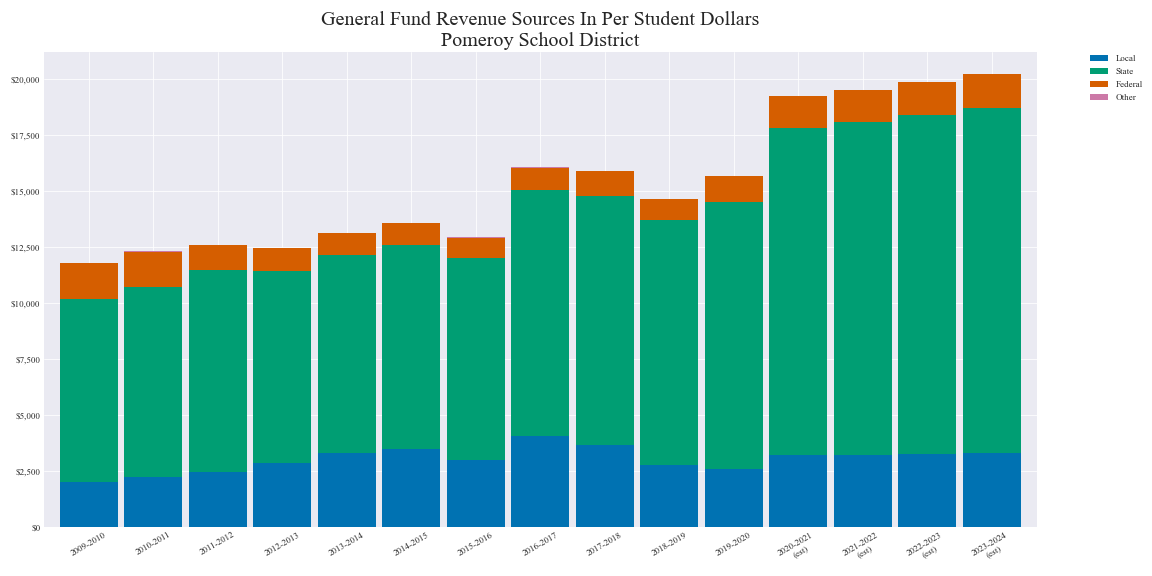 General Fund Revenue Sources In Per Student Dollars
Pomeroy School District
Local
State
Federal
Other
$20,000
$17,500
$15,000
$12,500
$10,000
$7,500
$5,000
$2,500
$0
2009-2010
2010-2011
2011-2012
2012-2013
2013-2014
2014-2015
2015-2016
2016-2017
2017-2018
2018-2019
2019-2020
2020-2021
(est)
2021-2022
(est)
2022-2023
(est)
2023-2024
(est)